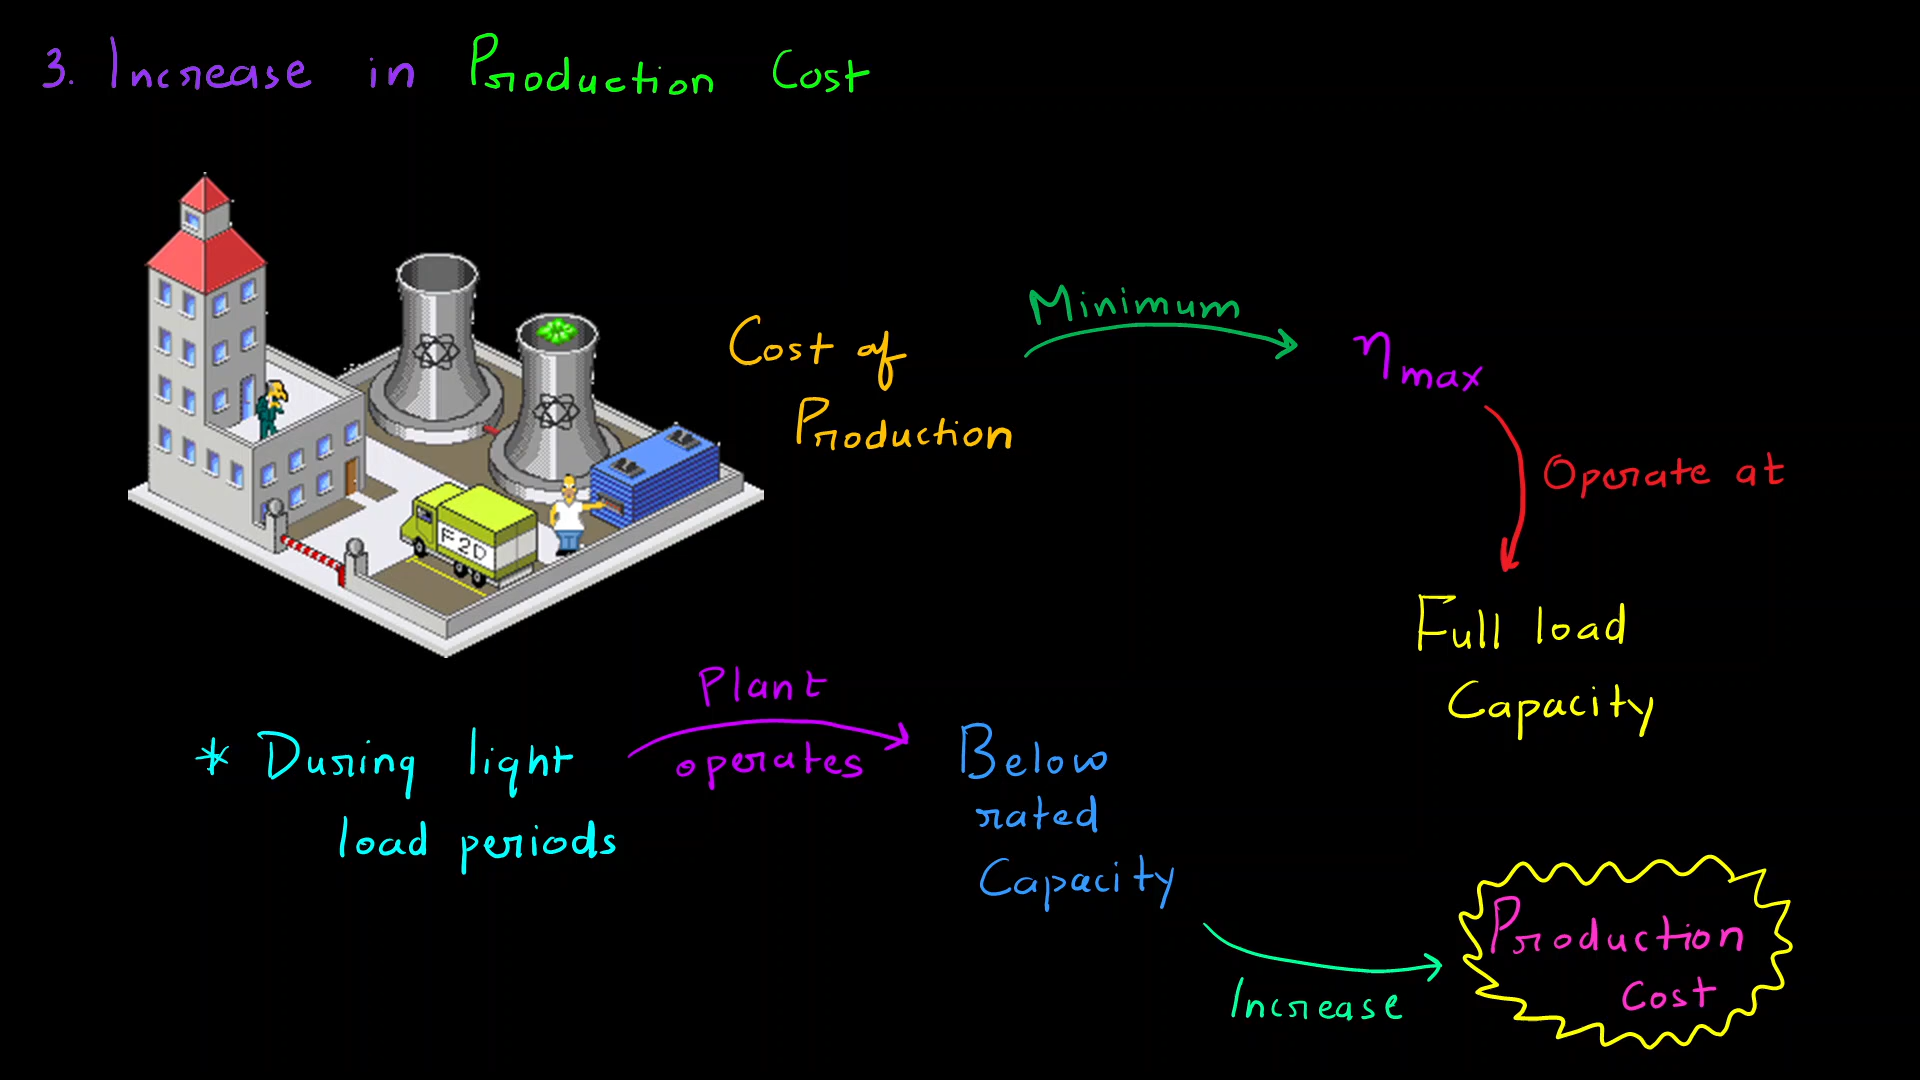 3. Increase in Production Cost
Minimum
Cost of
Production
η max
Operate at
F2D
Full load
Capacity
Plant
operates
* During light
load periods
Below
rated
Capacity
Production
Cost
Increase